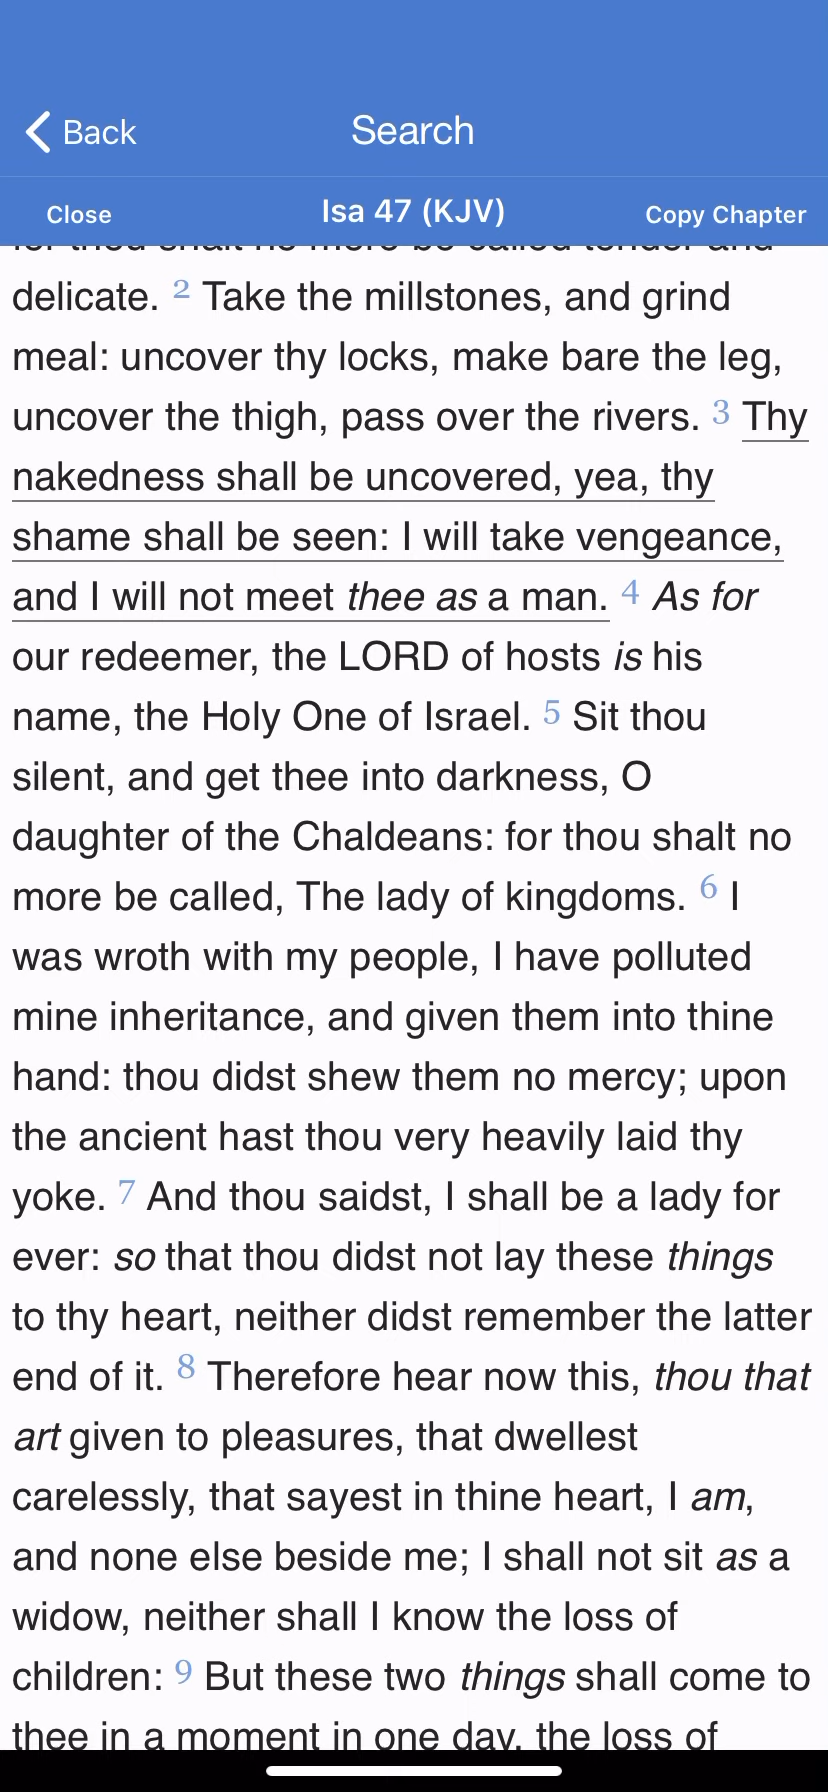 Back
Search
Close
Isa 47 (KJV)
Copy Chapter
for thou shalt no more be called tender and
delicate. 2 Take the millstones, and grind
meal: uncover thy locks, make bare the leg,
uncover the thigh, pass over the rivers. 3 Thy
nakedness shall be uncovered, yea, thy
shame shall be seen: I will take vengeance,
and I will not meet thee as a man. 4 As for
our redeemer, the LORD of hosts is his
name, the Holy One of Israel. 5 Sit thou
silent, and get thee into darkness, O
daughter of the Chaldeans: for thou shalt no
more be called, The lady of kingdoms. 6 I
was wroth with my people, I have polluted
mine inheritance, and given them into thine
hand: thou didst shew them no mercy; upon
the ancient hast thou very heavily laid thy
yoke. 7 And thou saidst, I shall be a lady for
ever: so that thou didst not lay these things
to thy heart, neither didst remember the latter
end of it. 8 Therefore hear now this, thou that
art given to pleasures, that dwellest
carelessly, that sayest in thine heart, I am,
and none else beside me; I shall not sit as a
widow, neither shall I know the loss of
children: 9 But these two things shall come to
thee in a moment in one day, the loss of